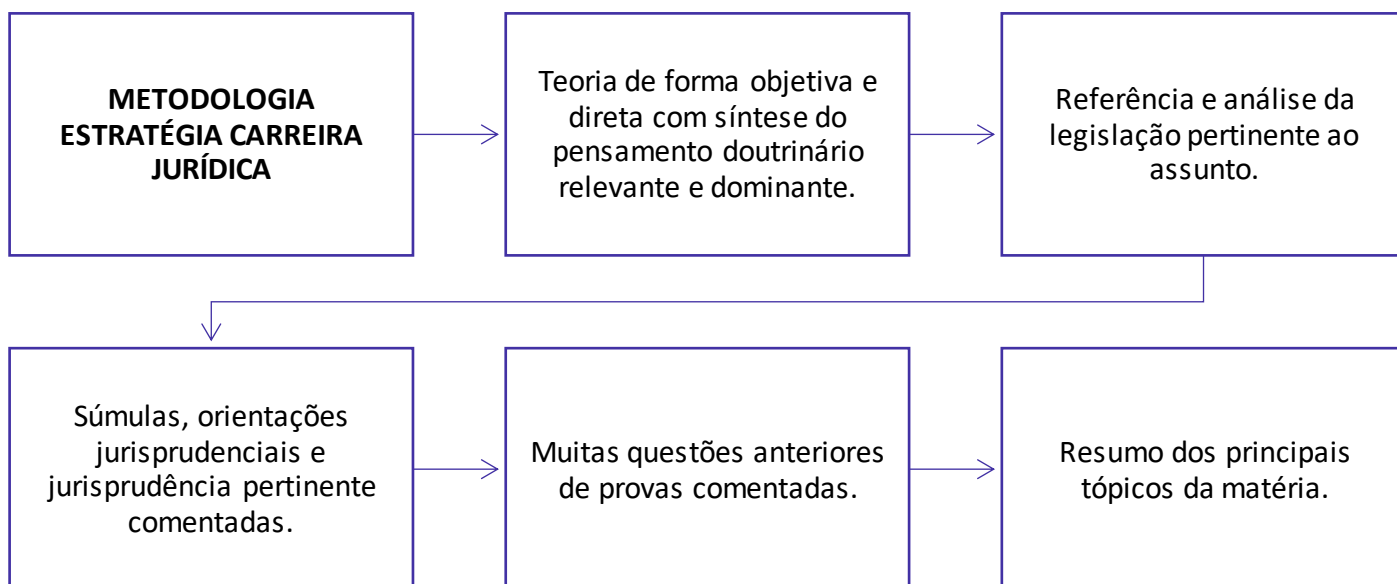 METODOLOGIA
ESTRATÉGIA CARREIRA
JURÍDICA
Teoria de forma objetiva e
direta com síntese do
pensamento doutrinário
relevante e dominante.
Referência e análise da
legislação pertinente ao
assunto.
Súmulas, orientações
jurisprudenciais e
jurisprudência pertinente
comentadas.
Muitas questões anteriores
de provas comentadas.
Resumo dos principais
tópicos da matéria.